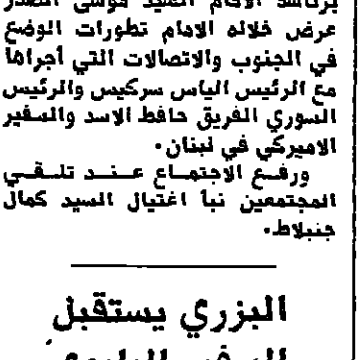 برئاسة الامام السيد موسى الصدر
عرض خلاله الامام تطورات الوضع
في الجنوب والاتصالات التي أجراها
مع الرئيس الياس سركيس والرئيس
السوري الفريق حافظ الاسد والسفير
الاميركي في لبنان.
ورفع الاجتماع عند تلقي
المجتمعين نبأ اغتيال السيد كمال
جنبلاط.
البزري يستقبل